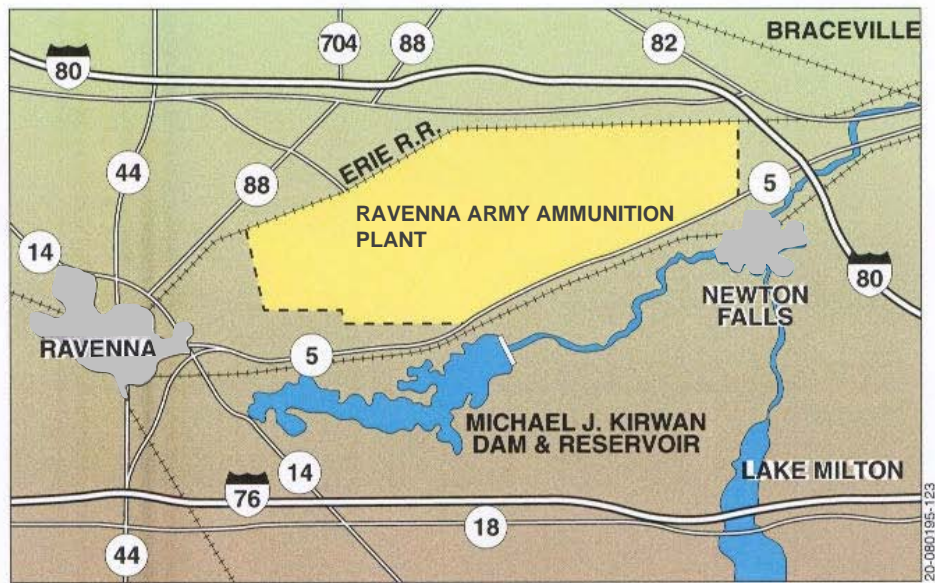 BRACEVILLE
80
704
88
82
44
88
ERIE R.R.
5
RAVENNA ARMY AMMUNITION
PLANT
14
80
NEWTON
FALLS
RAVENNA
5
MICHAEL J. KIRWAN
DAM & RESERVOIR
14
LAKE MILTON
76
18
44
20-080195-123